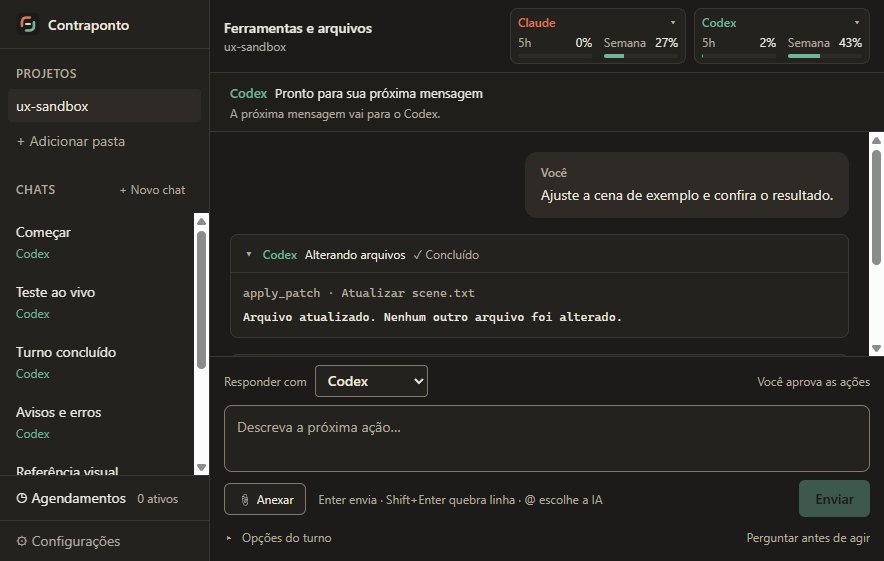 Contraponto
PROJETOS
ux-sandbox
+ Adicionar pasta
CHATS + Novo chat
Começar
Codex
Teste ao vivo
Codex
Turno concluído
Codex
Avisos e erros
Codex
Referência visual
Agendamentos 0 ativos
Configurações
Ferramentas e arquivos
ux-sandbox
Claude
5h 0% Semana 27%
Codex
5h 2% Semana 43%
Codex Pronto para sua próxima mensagem
A próxima mensagem vai para o Codex.
Você
Ajuste a cena de exemplo e confira o resultado.
Codex Alterando arquivos ✓ Concluído
apply_patch · Atualizar scene.txt
Arquivo atualizado. Nenhum outro arquivo foi alterado.
Responder com Codex Você aprova as ações
Descreva a próxima ação...
Anexar Enter envia · Shift+Enter quebra linha · @ escolhe a IA Enviar
Opções do turno Perguntar antes de agir